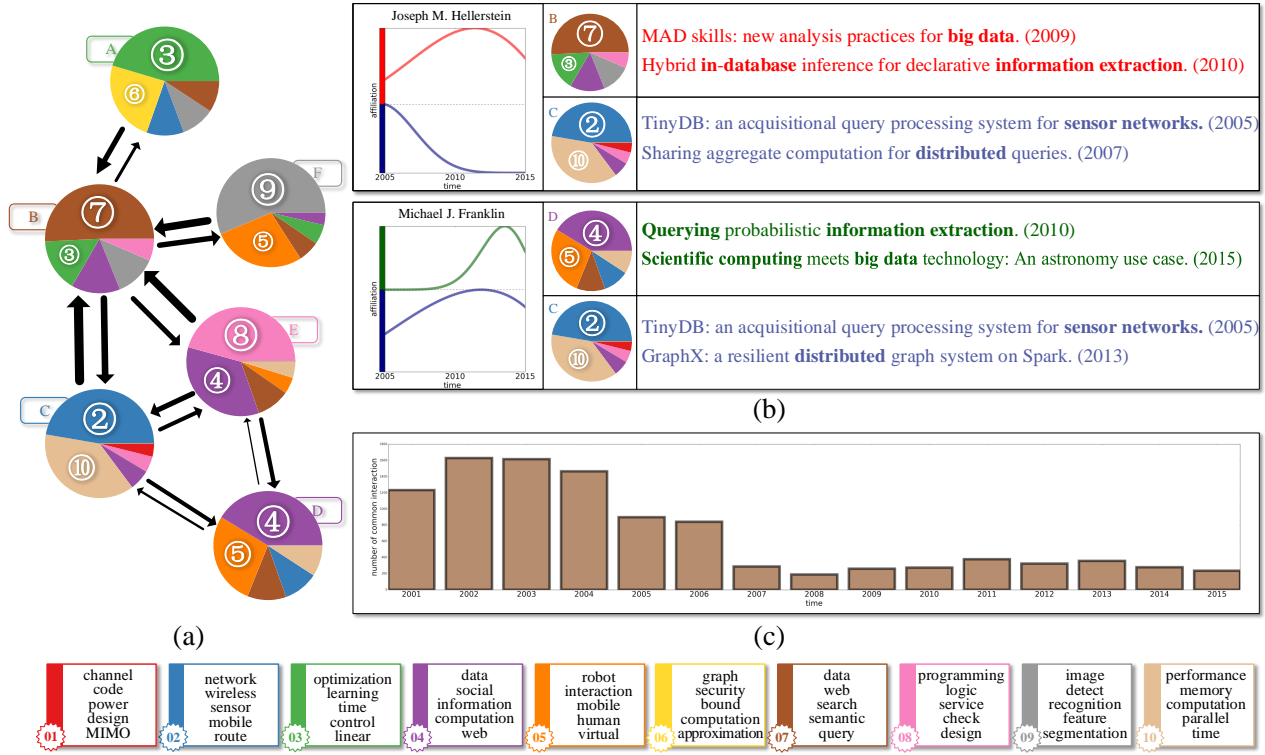 A
③
⑥
B
⑦
③
F
⑨
⑤
E
⑧
④
C
②
⑩
D
④
⑤
(a)
Joseph M. Hellerstein
affiliation
2005 2010 2015
time
B
⑦
③
MAD skills: new analysis practices for big data. (2009)
Hybrid in-database inference for declarative information extraction. (2010)
C
②
⑩
TinyDB: an acquisitional query processing system for sensor networks. (2005)
Sharing aggregate computation for distributed queries. (2007)
Michael J. Franklin
affiliation
2005 2010 2015
time
D
④
⑤
Querying probabilistic information extraction. (2010)
Scientific computing meets big data technology: An astronomy use case. (2015)
C
②
⑩
TinyDB: an acquisitional query processing system for sensor networks. (2005)
GraphX: a resilient distributed graph system on Spark. (2013)
(b)
number of common interaction
2001 2002 2003 2004 2005 2006 2007 2008 2009 2010 2011 2012 2013 2014 2015
time
(c)
01
channel
code
power
design
MIMO
02
network
wireless
sensor
mobile
route
03
optimization
learning
time
control
linear
04
data
social
information
computation
web
05
robot
interaction
mobile
human
virtual
06
graph
security
bound
computation
approximation
07
data
web
search
semantic
query
08
programming
logic
service
check
design
09
image
detect
recognition
feature
segmentation
10
performance
memory
computation
parallel
time